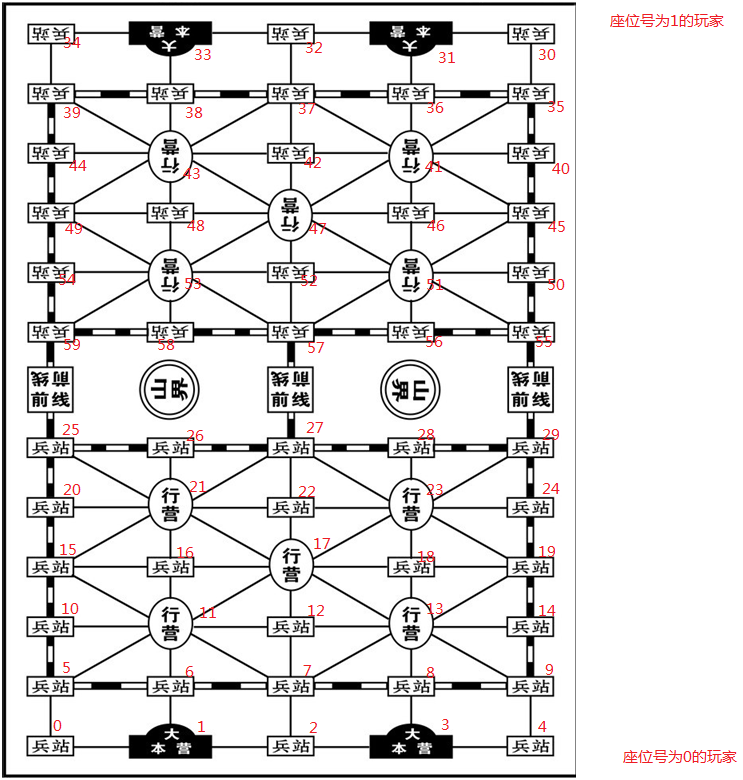 座位号为1的玩家
兵站 大本营 兵站 大本营 兵站
34 33 32 31 30
兵站 兵站 兵站 兵站 兵站
39 38 37 36 35
兵站 行营 兵站 行营 兵站
44 43 42 41 40
兵站 兵站 行营 兵站 兵站
49 48 47 46 45
兵站 行营 兵站 行营 兵站
54 53 52 51 50
兵站 兵站 兵站 兵站 兵站
59 58 57 56 55
前线 前线 前线
山界 山界
前线 前线 前线
25 26 27 28 29
兵站 兵站 兵站 兵站 兵站
20 21 22 23 24
兵站 行营 兵站 行营 兵站
15 16 17 18 19
兵站 兵站 行营 兵站 兵站
10 11 12 13 14
兵站 行营 兵站 行营 兵站
5 6 7 8 9
兵站 兵站 兵站 兵站 兵站
0 1 2 3 4
兵站 大本营 兵站 大本营 兵站
座位号为0的玩家